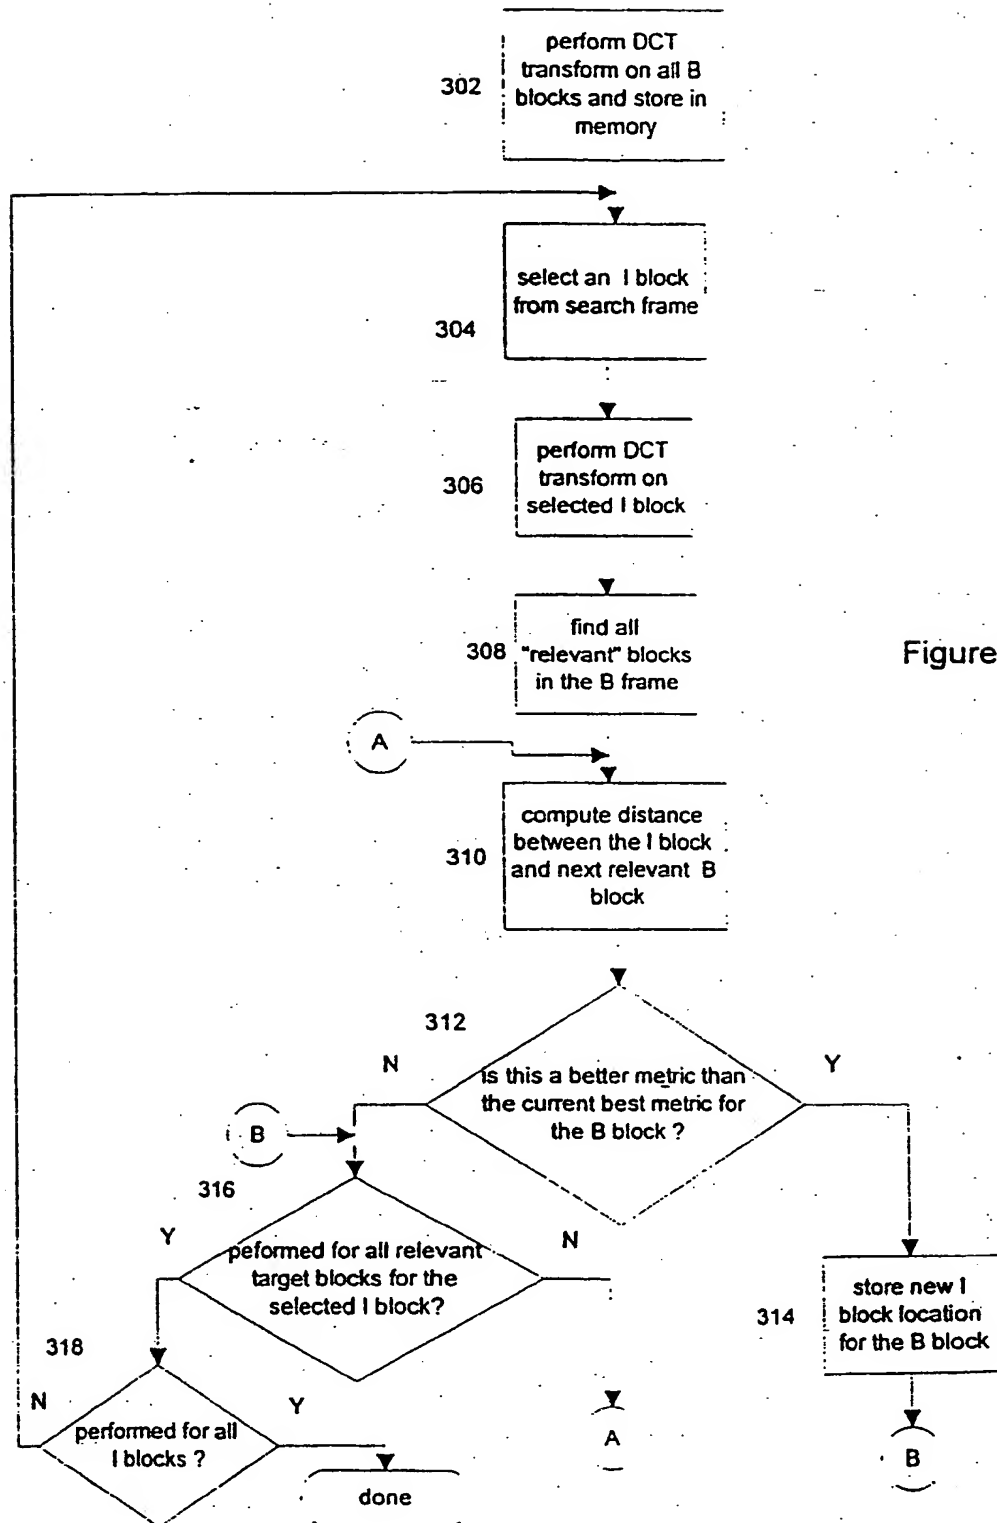 perform DCT
transform on all B
blocks and store in
memory
302
select an I block
from search frame
304
perform DCT
transform on
selected I block
306
find all
"relevant" blocks
in the B frame
308
Figure
A
compute distance
between the I block
and next relevant B
block
310
312
N
Y
is this a better metric than
the current best metric for
the B block ?
B
316
Y
N
peformed for all relevant
target blocks for the
selected I block?
314
store new I
block location
for the B block
318
N
Y
performed for all
I blocks ?
A
B
done